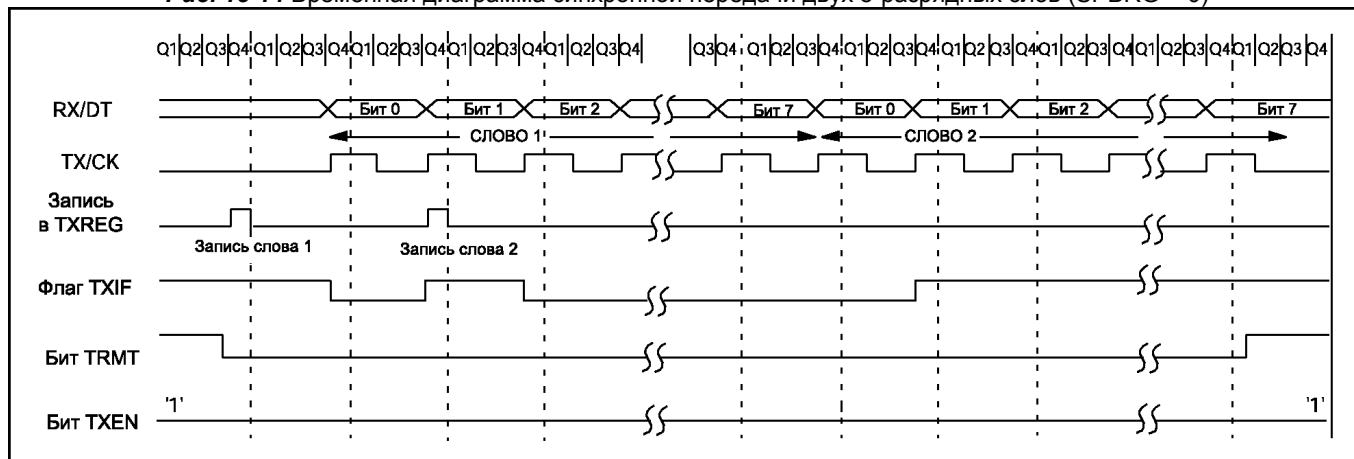 Q1 Q2 Q3 Q4 Q1 Q2 Q3 Q4 Q1 Q2 Q3 Q4 Q1 Q2 Q3 Q4 Q1 Q2 Q3 Q4 Q3 Q4 Q1 Q2 Q3 Q4 Q1 Q2 Q3 Q4 Q1 Q2 Q3 Q4 Q1 Q2 Q3 Q4 Q1 Q2 Q3 Q4 Q1 Q2 Q3 Q4
RX/DT Бит 0 Бит 1 Бит 2 Бит 7 Бит 0 Бит 1 Бит 2 Бит 7
СЛОВО 1 СЛОВО 2
TX/CK
Запись
в TXREG
Запись слова 1 Запись слова 2
Флаг TXIF
Бит TRMT
'1' '1'
Бит TXEN